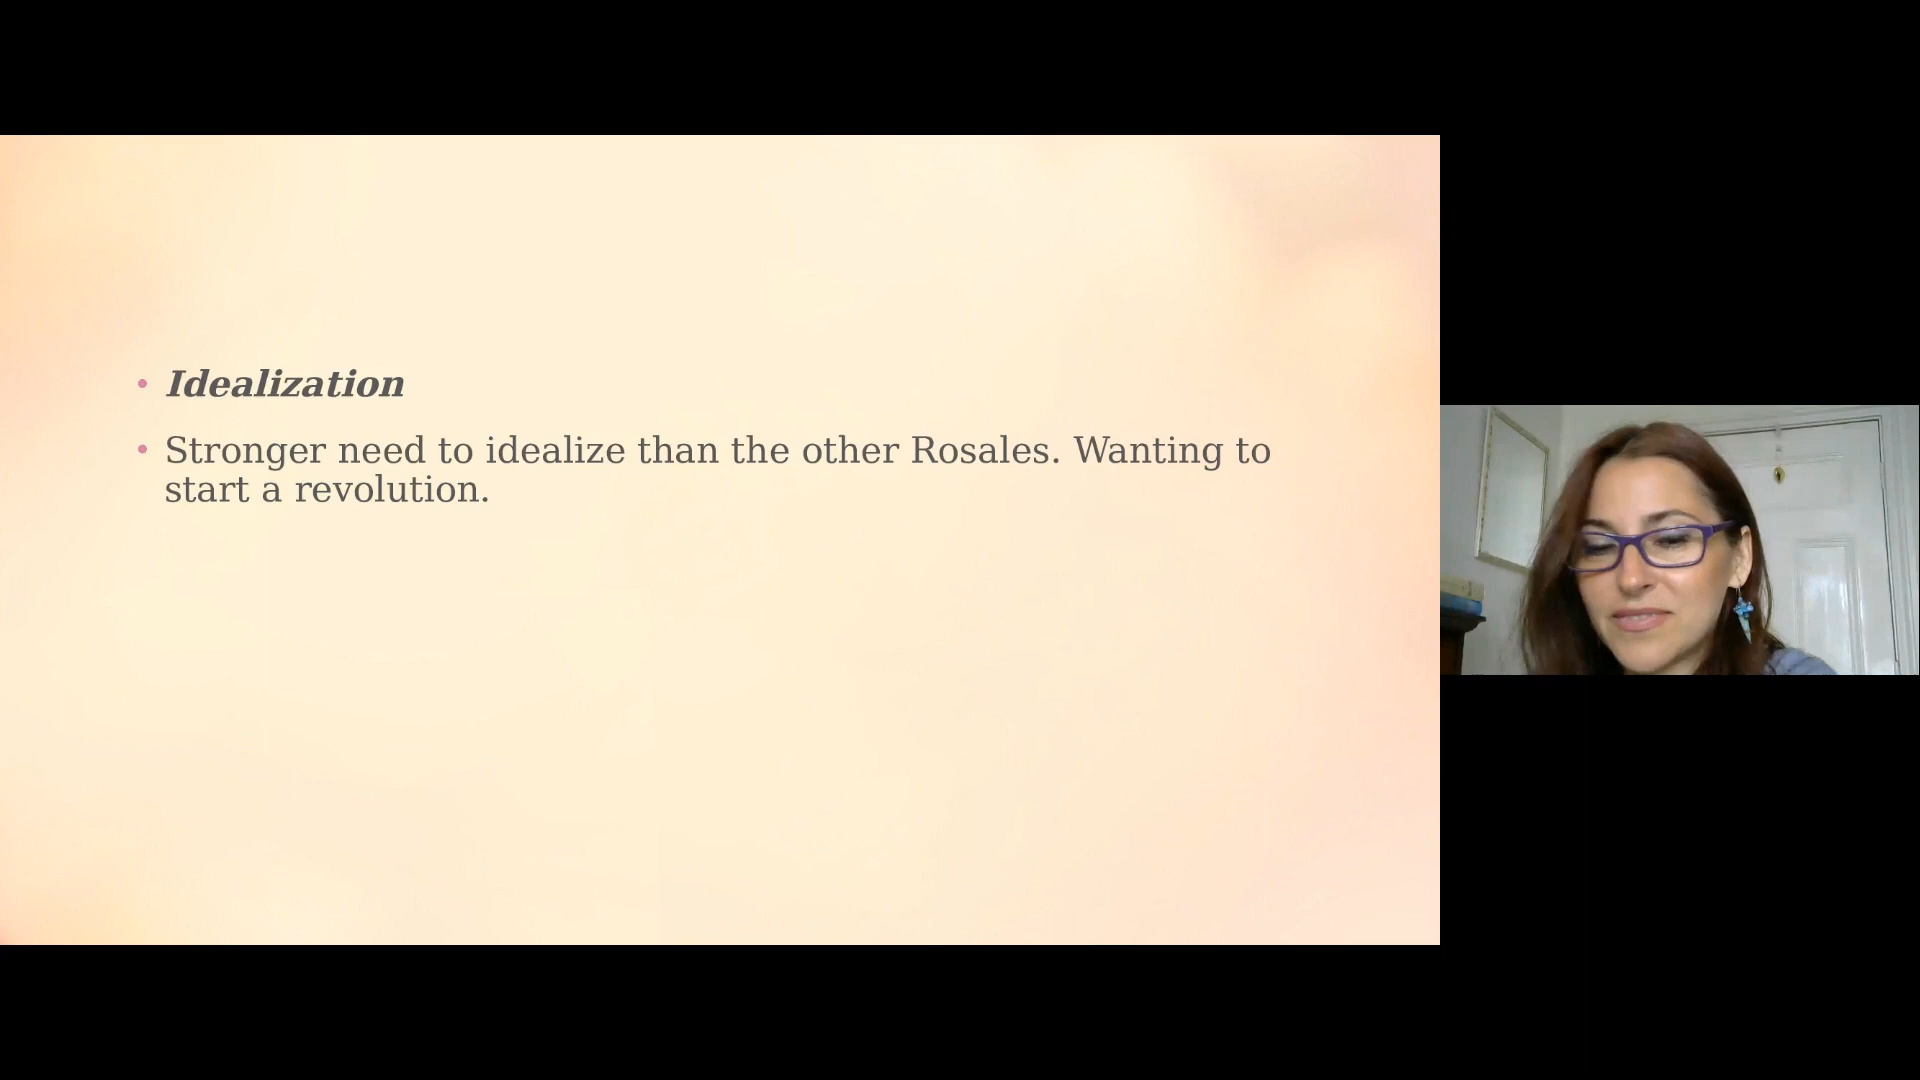 • Idealization
• Stronger need to idealize than the other Rosales. Wanting to
start a revolution.